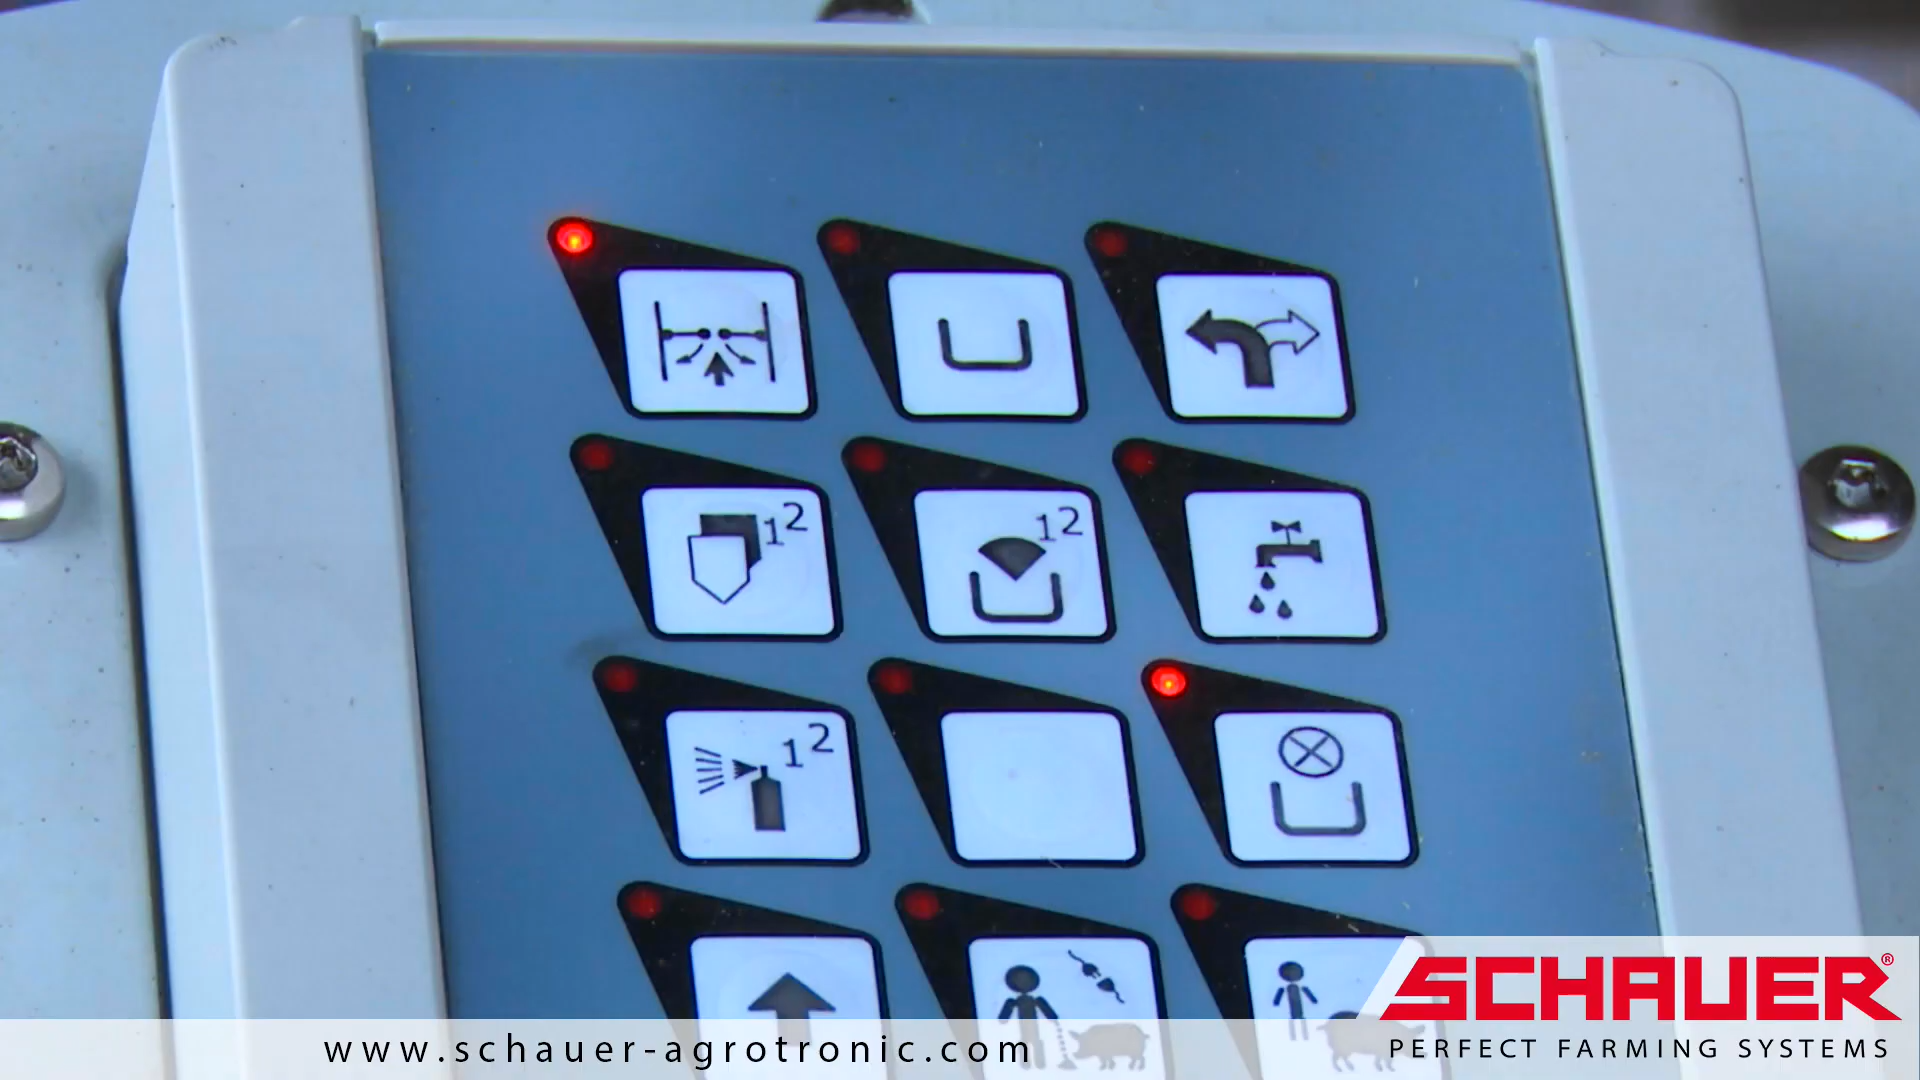 1 2
1 2
1 2
SCHAUER®
www.schauer-agrotronic.com
PERFECT FARMING SYSTEMS